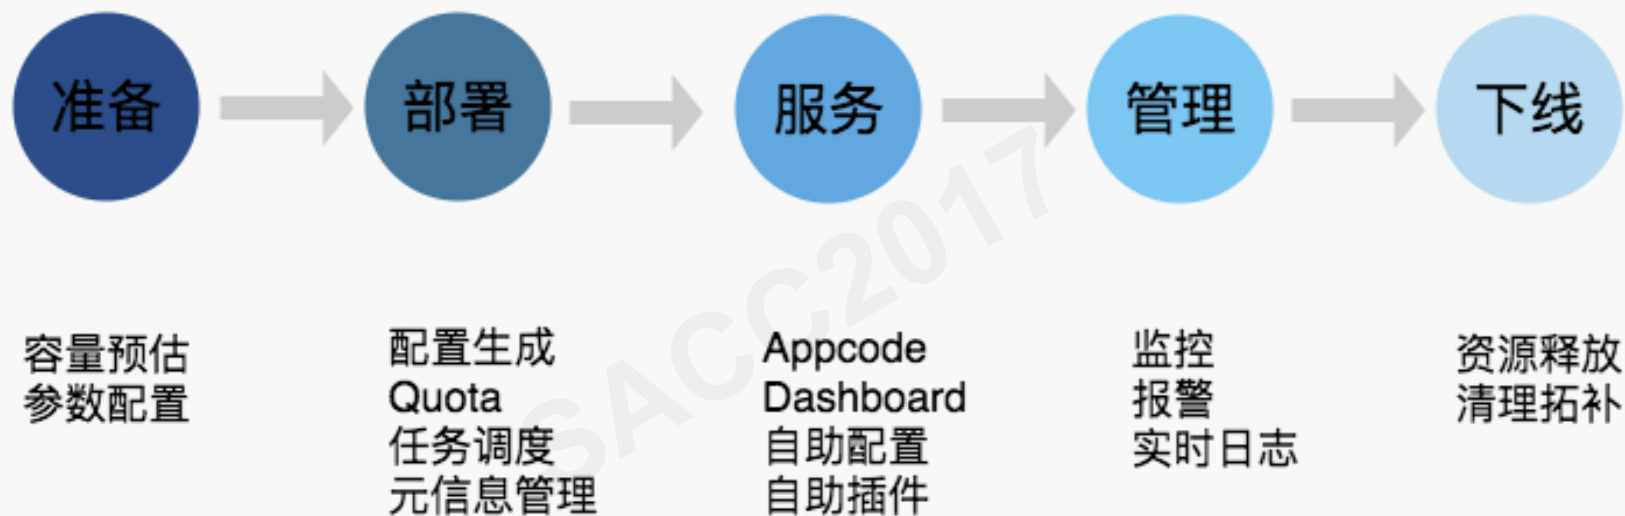 准备
部署
服务
管理
下线
容量预估
参数配置
配置生成
Quota
任务调度
元信息管理
Appcode
Dashboard
自助配置
自助插件
监控
报警
实时日志
资源释放
清理拓补
SACC2017